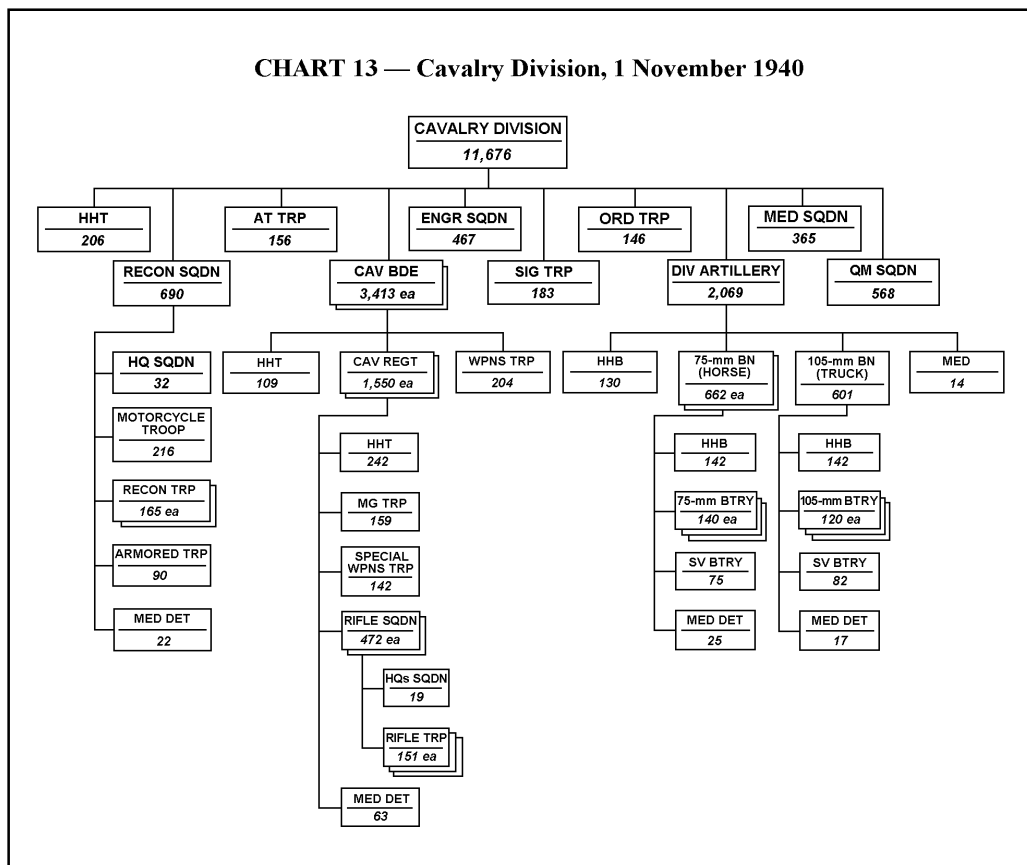 CHART 13 — Cavalry Division, 1 November 1940
CAVALRY DIVISION
11,676
HHT
206
AT TRP
156
ENGR SQDN
467
ORD TRP
146
MED SQDN
365
RECON SQDN
690
CAV BDE
3,413 ea
SIG TRP
183
DIV ARTILLERY
2,069
QM SQDN
568
HQ SQDN
32
MOTORCYCLE
TROOP
216
RECON TRP
165 ea
ARMORED TRP
90
MED DET
22
HHT
109
CAV REGT
1,550 ea
WPNS TRP
204
HHT
242
MG TRP
159
SPECIAL
WPNS TRP
142
RIFLE SQDN
472 ea
HQs SQDN
19
RIFLE TRP
151 ea
MED DET
63
HHB
130
75-mm BN
(HORSE)
662 ea
105-mm BN
(TRUCK)
601
MED
14
HHB
142
75-mm BTRY
140 ea
SV BTRY
75
MED DET
25
HHB
142
105-mm BTRY
120 ea
SV BTRY
82
MED DET
17